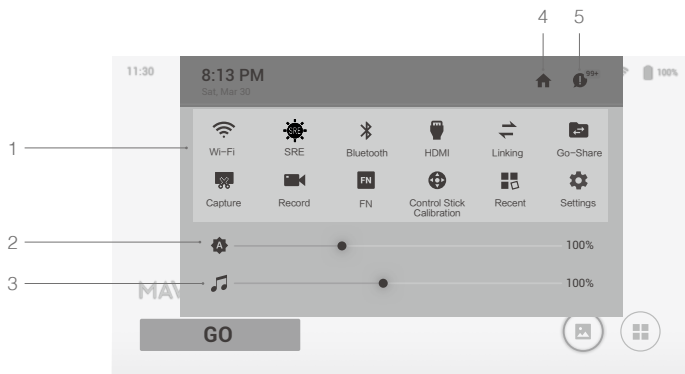 4 5
11:30 8:13 PM 99+ 100%
Sat, Mar 30
1
Wi-Fi SRE Bluetooth HDMI Linking Go-Share
FN
Capture Record FN Control Stick Calibration Recent Settings
2 A 100%
3 100%
MAV
GO